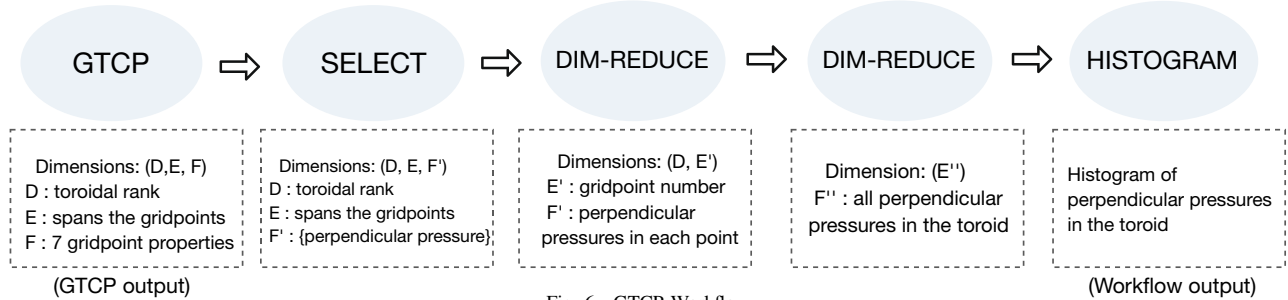 GTCP
SELECT
DIM-REDUCE
DIM-REDUCE
HISTOGRAM
Dimensions: (D,E, F)
D : toroidal rank
E : spans the gridpoints
F : 7 gridpoint properties
(GTCP output)
Dimensions: (D, E, F')
D : toroidal rank
E : spans the gridpoints
F' : {perpendicular pressure}
Dimensions: (D, E')
E' : gridpoint number
F' : perpendicular
pressures in each point
Dimension: (E'')
F'' : all perpendicular
pressures in the toroid
Histogram of
perpendicular pressures
in the toroid
(Workflow output)